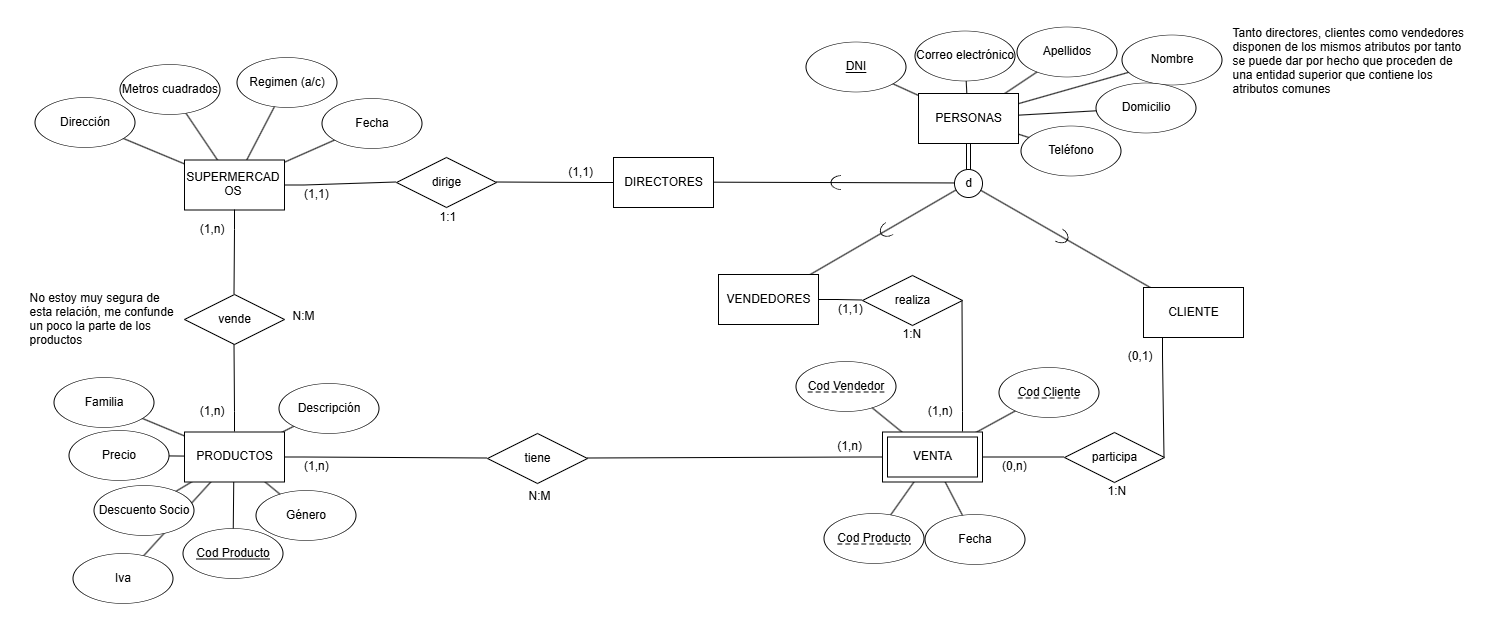 Tanto directores, clientes como vendedores
disponen de los mismos atributos por tanto
se puede dar por hecho que proceden de
una entidad superior que contiene los
atributos comunes
DNI
Correo electrónico
Apellidos
Nombre
Domicilio
Teléfono
PERSONAS
Dirección
Metros cuadrados
Regimen (a/c)
Fecha
SUPERMERCAD
OS
(1,1)
dirige
1:1
(1,1)
DIRECTORES
d
(1,n)
No estoy muy segura de
esta relación, me confunde
un poco la parte de los
productos
vende
N:M
(1,n)
VENDEDORES
(1,1)
realiza
1:N
(1,n)
CLIENTE
(0,1)
Familia
Descripción
Precio
PRODUCTOS
Descuento Socio
Género
Cod Producto
Iva
(1,n)
tiene
N:M
(1,n)
Cod Vendedor
Cod Cliente
VENTA
(0,n)
participa
1:N
Cod Producto
Fecha